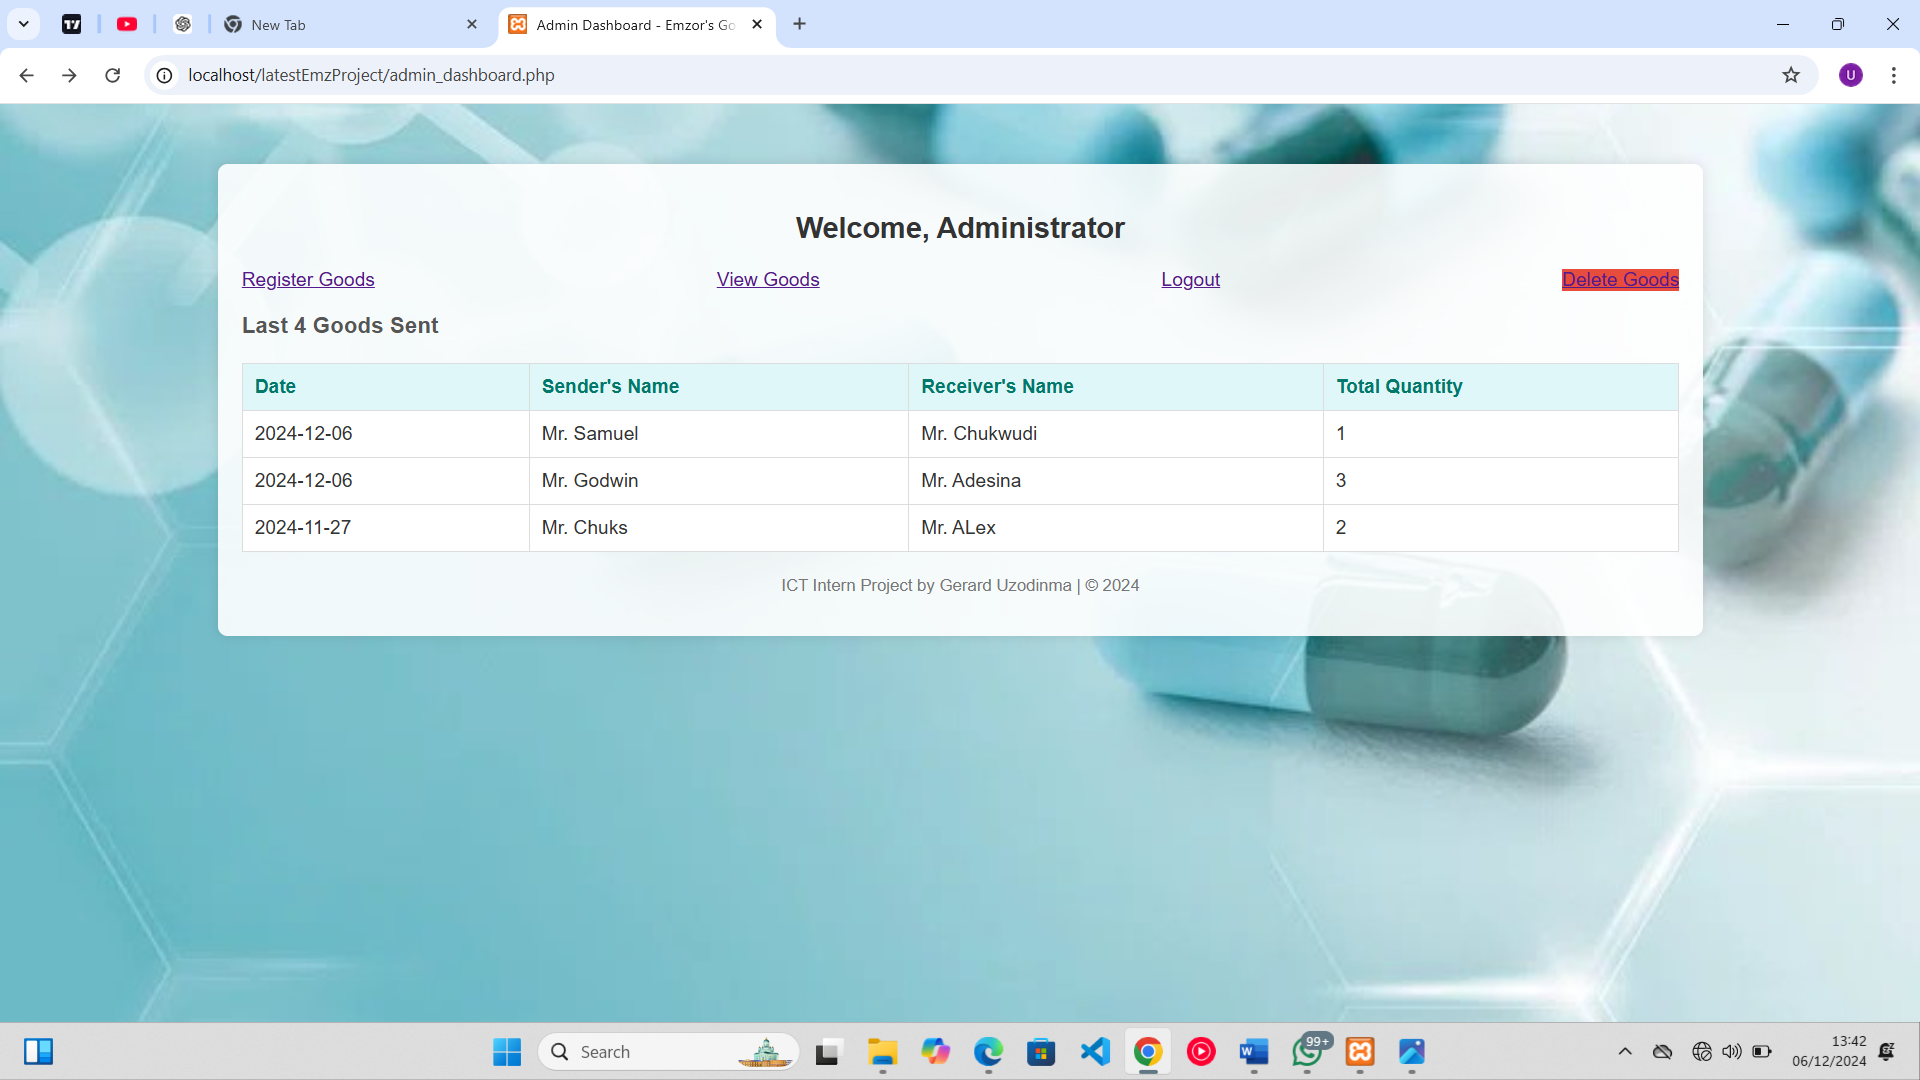 New Tab
Admin Dashboard - Emzor's Go
localhost/latestEmzProject/admin_dashboard.php
U
Welcome, Administrator
Register Goods View Goods Logout Delete Goods
Last 4 Goods Sent
Date Sender's Name Receiver's Name Total Quantity
2024-12-06 Mr. Samuel Mr. Chukwudi 1
2024-12-06 Mr. Godwin Mr. Adesina 3
2024-11-27 Mr. Chuks Mr. ALex 2
ICT Intern Project by Gerard Uzodinma | © 2024
Search
99+
13:42
06/12/2024